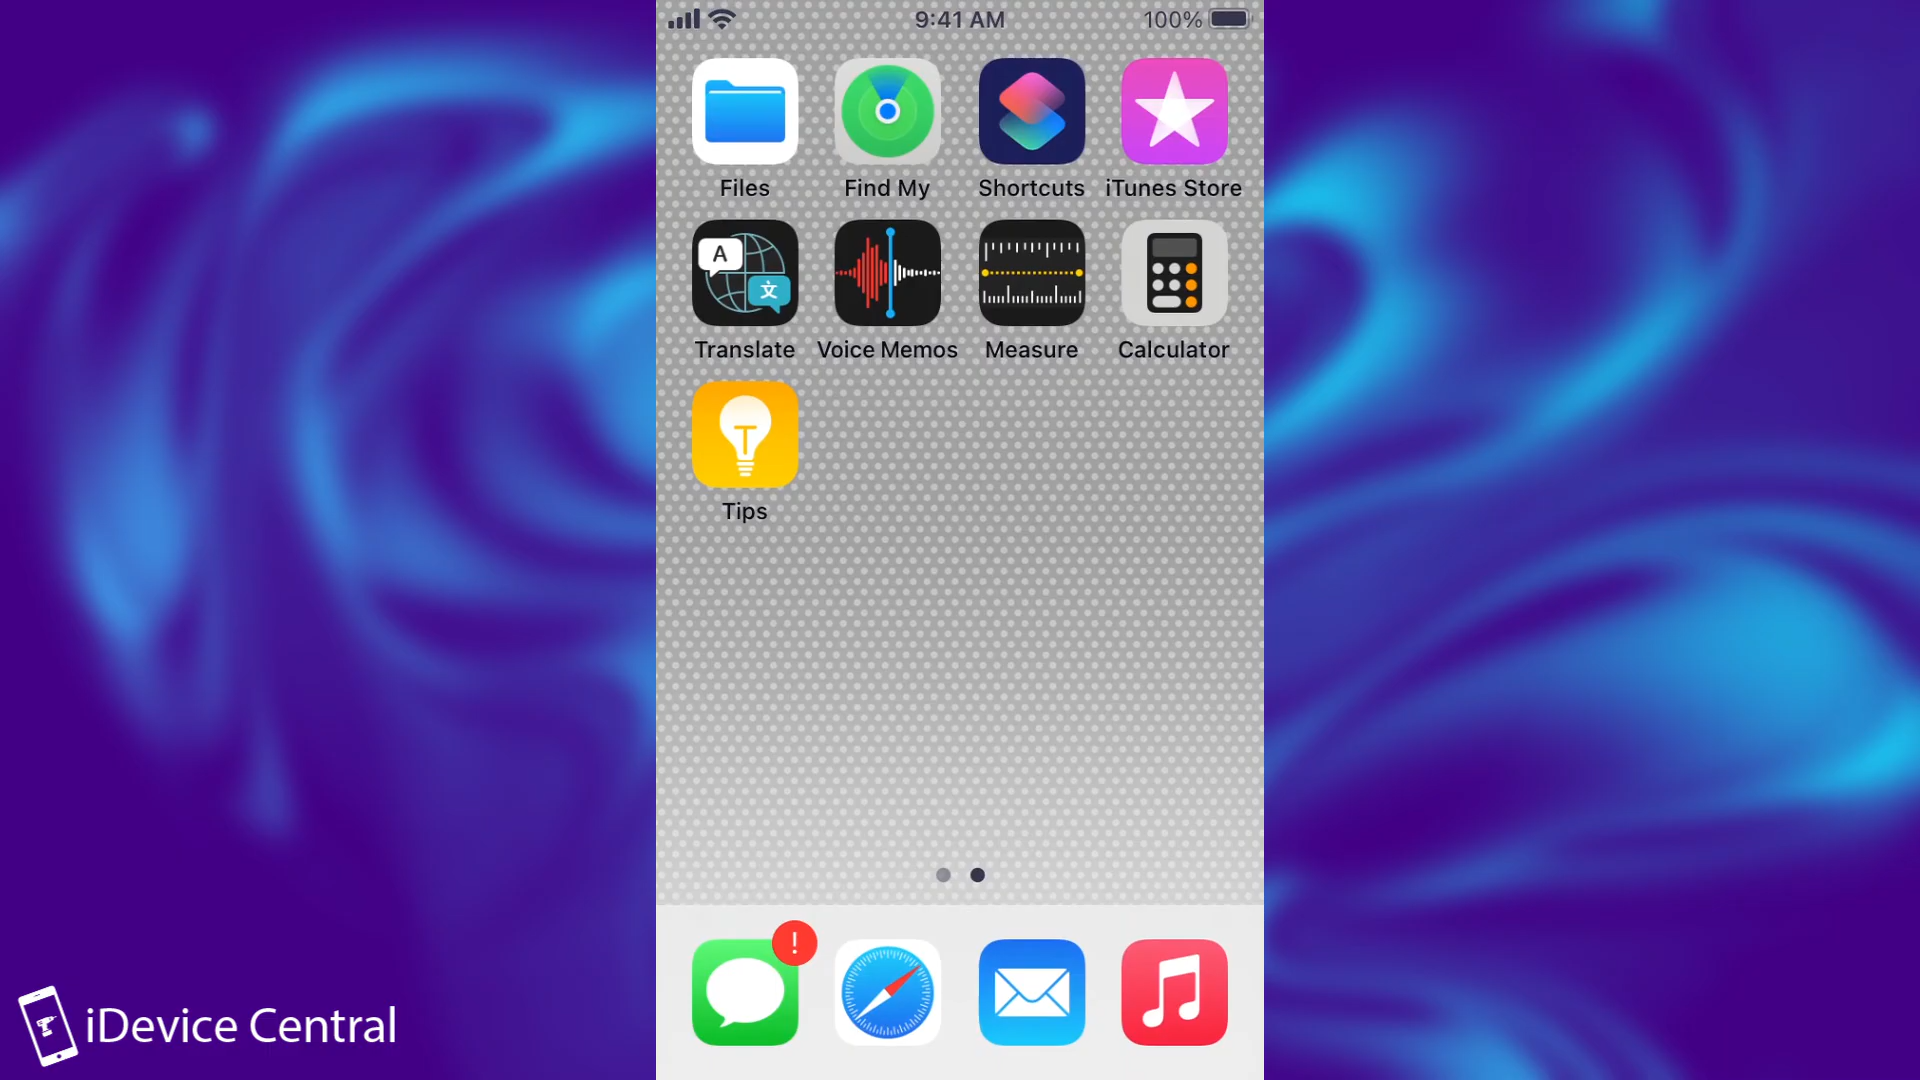 9:41 AM
100%
Files
Find My
Shortcuts
iTunes Store
A
文
Translate
Voice Memos
Measure
Calculator
T
Tips
!
iDevice Central